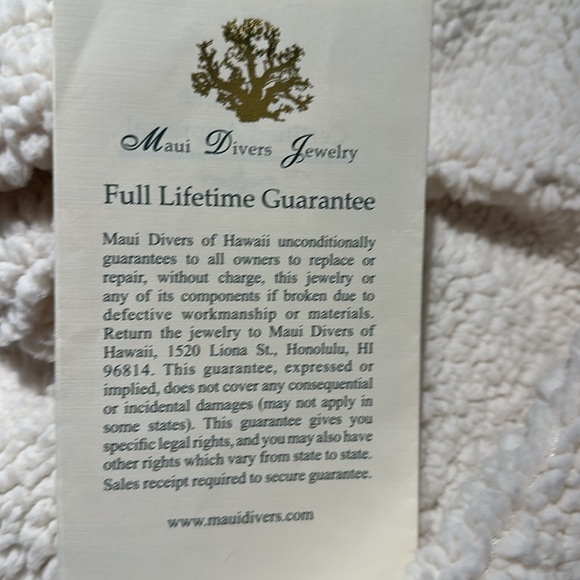 Maui Divers Jewelry
Full Lifetime Guarantee
Maui Divers of Hawaii unconditionally
guarantees to all owners to replace or
repair, without charge, this jewelry or
any of its components if broken due to
defective workmanship or materials.
Return the jewelry to Maui Divers of
Hawaii, 1520 Liona St., Honolulu, HI
96814. This guarantee, expressed or
implied, does not cover any consequential
or incidental damages (may not apply in
some states). This guarantee gives you
specific legal rights, and you may also have
other rights which vary from state to state.
Sales receipt required to secure guarantee.
www.mauidivers.com